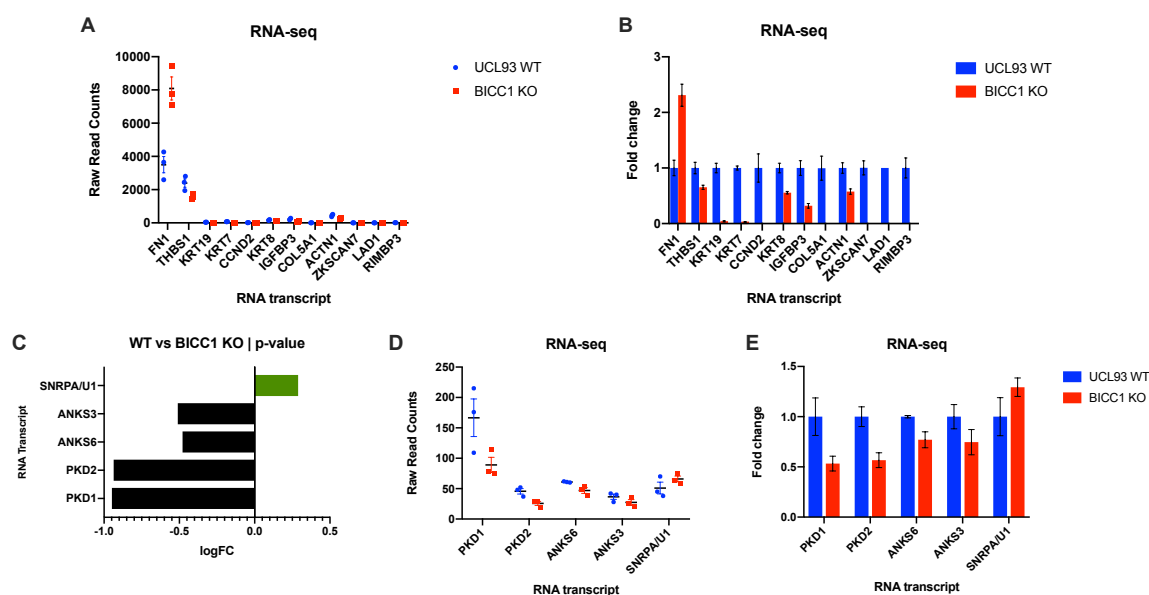 A
RNA-seq
Raw Read Counts
10000
8000
6000
4000
2000
0
FN1
THBS1
KRT19
KRT7
CCND2
KRT8
IGFBP3
COL5A1
ACTN1
ZKSCAN7
LAD1
RIMBP3
RNA transcript
UCL93 WT
BICC1 KO
B
RNA-seq
Fold change
3
2
1
0
FN1
THBS1
KRT19
KRT7
CCND2
KRT8
IGFBP3
COL5A1
ACTN1
ZKSCAN7
LAD1
RIMBP3
RNA transcript
UCL93 WT
BICC1 KO
C
WT vs BICC1 KO | p-value
RNA Transcript
SNRPA/U1
ANKS3
ANKS6
PKD2
PKD1
-1.0
-0.5
0.0
0.5
logFC
D
RNA-seq
Raw Read Counts
250
200
150
100
50
0
PKD1
PKD2
ANKS6
ANKS3
SNRPA/U1
RNA transcript
E
RNA-seq
Fold change
1.5
1.0
0.5
0.0
PKD1
PKD2
ANKS6
ANKS3
SNRPA/U1
RNA transcript
UCL93 WT
BICC1 KO